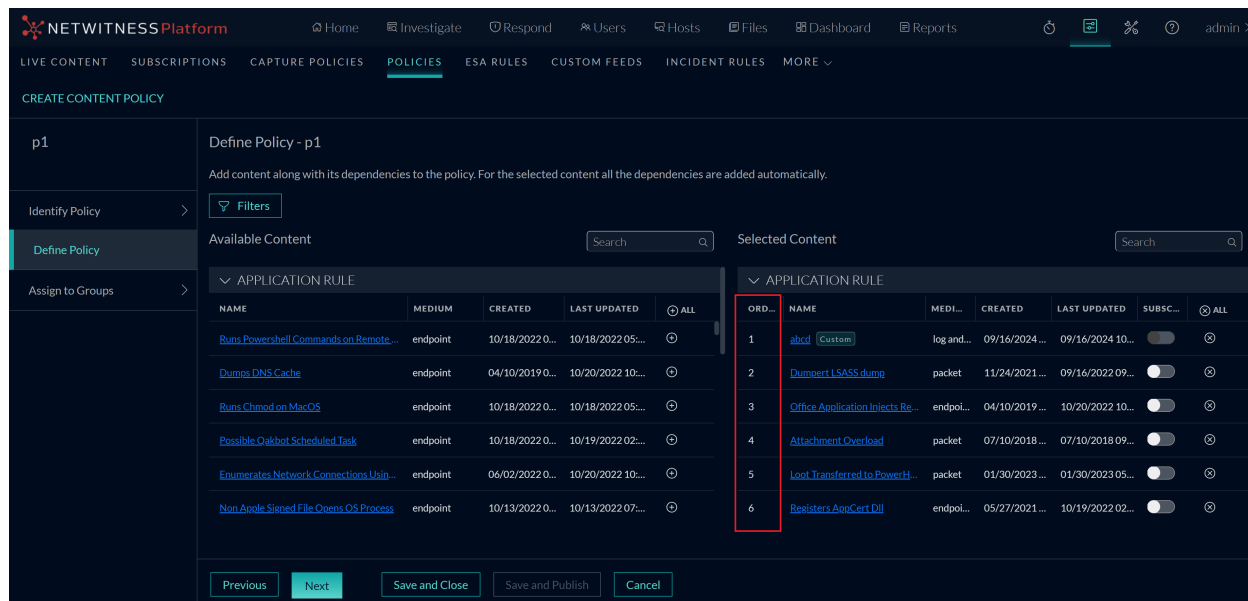 NETWITNESS Platform Home Investigate Respond Users Hosts Files Dashboard Reports admin
LIVE CONTENT SUBSCRIPTIONS CAPTURE POLICIES POLICIES ESA RULES CUSTOM FEEDS INCIDENT RULES MORE
CREATE CONTENT POLICY
p1
Identify Policy
Define Policy
Assign to Groups
Define Policy - p1
Add content along with its dependencies to the policy. For the selected content all the dependencies are added automatically.
Filters
Available Content Search
APPLICATION RULE
NAME MEDIUM CREATED LAST UPDATED ALL
Runs Powershell Commands on Remote ... endpoint 10/18/2022 0... 10/18/2022 05:...
Dumps DNS Cache endpoint 04/10/2019 0... 10/20/2022 10:...
Runs Chmod on MacOS endpoint 10/18/2022 0... 10/18/2022 05:...
Possible Qakbot Scheduled Task endpoint 10/18/2022 0... 10/19/2022 02:...
Enumerates Network Connections Usin... endpoint 06/02/2022 0... 10/20/2022 10:...
Non Apple Signed File Opens OS Process endpoint 10/13/2022 0... 10/13/2022 07:...
Selected Content Search
APPLICATION RULE
ORD... NAME MEDI... CREATED LAST UPDATED SUBSC... ALL
1 abcd Custom log and... 09/16/2024 ... 09/16/2024 10...
2 Dumpert LSASS dump packet 11/24/2021 ... 09/16/2022 09...
3 Office Application Injects Re... endpoi... 04/10/2019 ... 10/20/2022 10...
4 Attachment Overload packet 07/10/2018 ... 07/10/2018 09...
5 Loot Transferred to PowerH... packet 01/30/2023 ... 01/30/2023 05...
6 Registers AppCert Dll endpoi... 05/27/2021 ... 10/19/2022 02...
Previous Next Save and Close Save and Publish Cancel